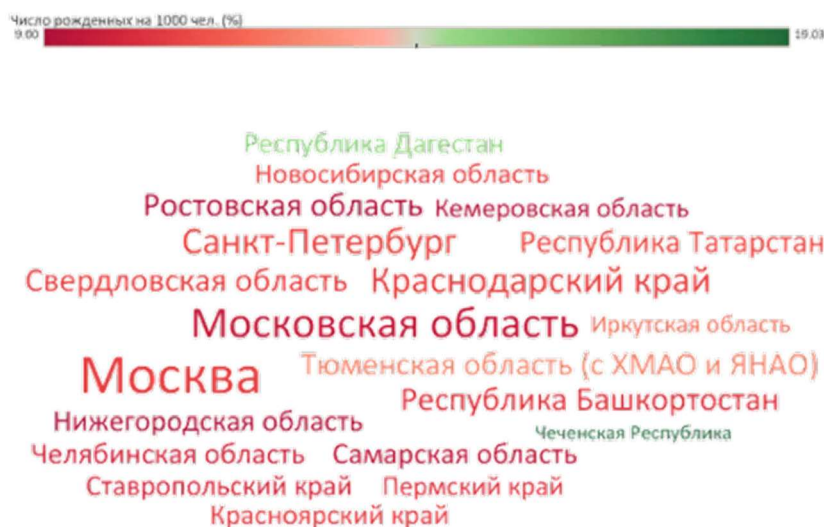 Число рожденных на 1000 чел. (%)
9.00 19.03
Республика Дагестан
Новосибирская область
Ростовская область Кемеровская область
Санкт-Петербург Республика Татарстан
Свердловская область Краснодарский край
Московская область Иркутская область
Москва Тюменская область (с ХМАО и ЯНАО)
Республика Башкортостан
Нижегородская область
Чеченская Республика
Челябинская область Самарская область
Ставропольский край Пермский край
Красноярский край